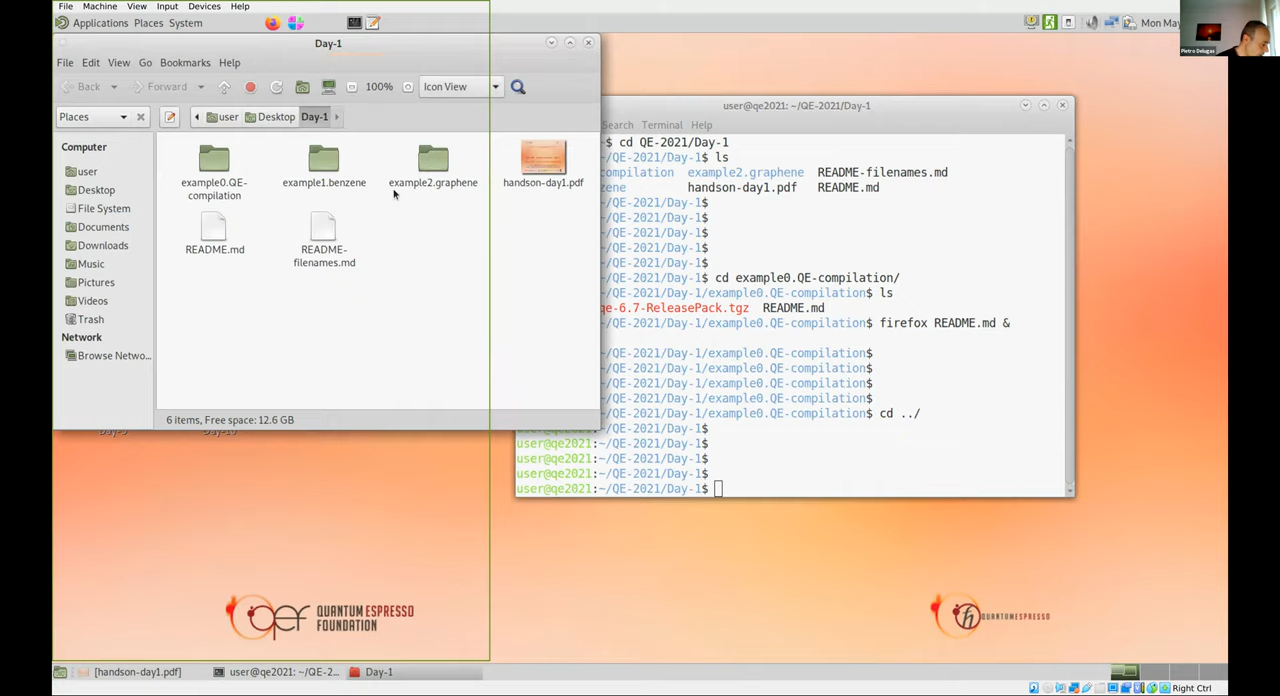 File Machine View Input Devices Help
Applications Places System
Mon May
Pietro Delugas
Day-1
File Edit View Go Bookmarks Help
Back Forward 100% Icon View
Places user Desktop Day-1
Computer
user
Desktop
File System
Documents
Downloads
Music
Pictures
Videos
Trash
Network
Browse Netwo...
example0.QE-
compilation
example1.benzene
example2.graphene
handson-day1.pdf
README.md
README-
filenames.md
6 items, Free space: 12.6 GB
user@qe2021: ~/QE-2021/Day-1
Search Terminal Help
$ cd QE-2021/Day-1
/QE-2021/Day-1$ ls
compilation example2.graphene README-filenames.md
zene handson-day1.pdf README.md
/QE-2021/Day-1$
/QE-2021/Day-1$
/QE-2021/Day-1$
/QE-2021/Day-1$
/QE-2021/Day-1$
/QE-2021/Day-1$ cd example0.QE-compilation/
/QE-2021/Day-1/example0.QE-compilation$ ls
qe-6.7-ReleasePack.tgz README.md
/QE-2021/Day-1/example0.QE-compilation$ firefox README.md &
/QE-2021/Day-1/example0.QE-compilation$
/QE-2021/Day-1/example0.QE-compilation$
/QE-2021/Day-1/example0.QE-compilation$
/QE-2021/Day-1/example0.QE-compilation$
/QE-2021/Day-1/example0.QE-compilation$ cd ../
user@qe2021:~/QE-2021/Day-1$
user@qe2021:~/QE-2021/Day-1$
user@qe2021:~/QE-2021/Day-1$
user@qe2021:~/QE-2021/Day-1$
user@qe2021:~/QE-2021/Day-1$
QUANTUM ESPRESSO
FOUNDATION
QUANTUMESPRESSO
[handson-day1.pdf]
user@qe2021: ~/QE-2...
Day-1
Right Ctrl